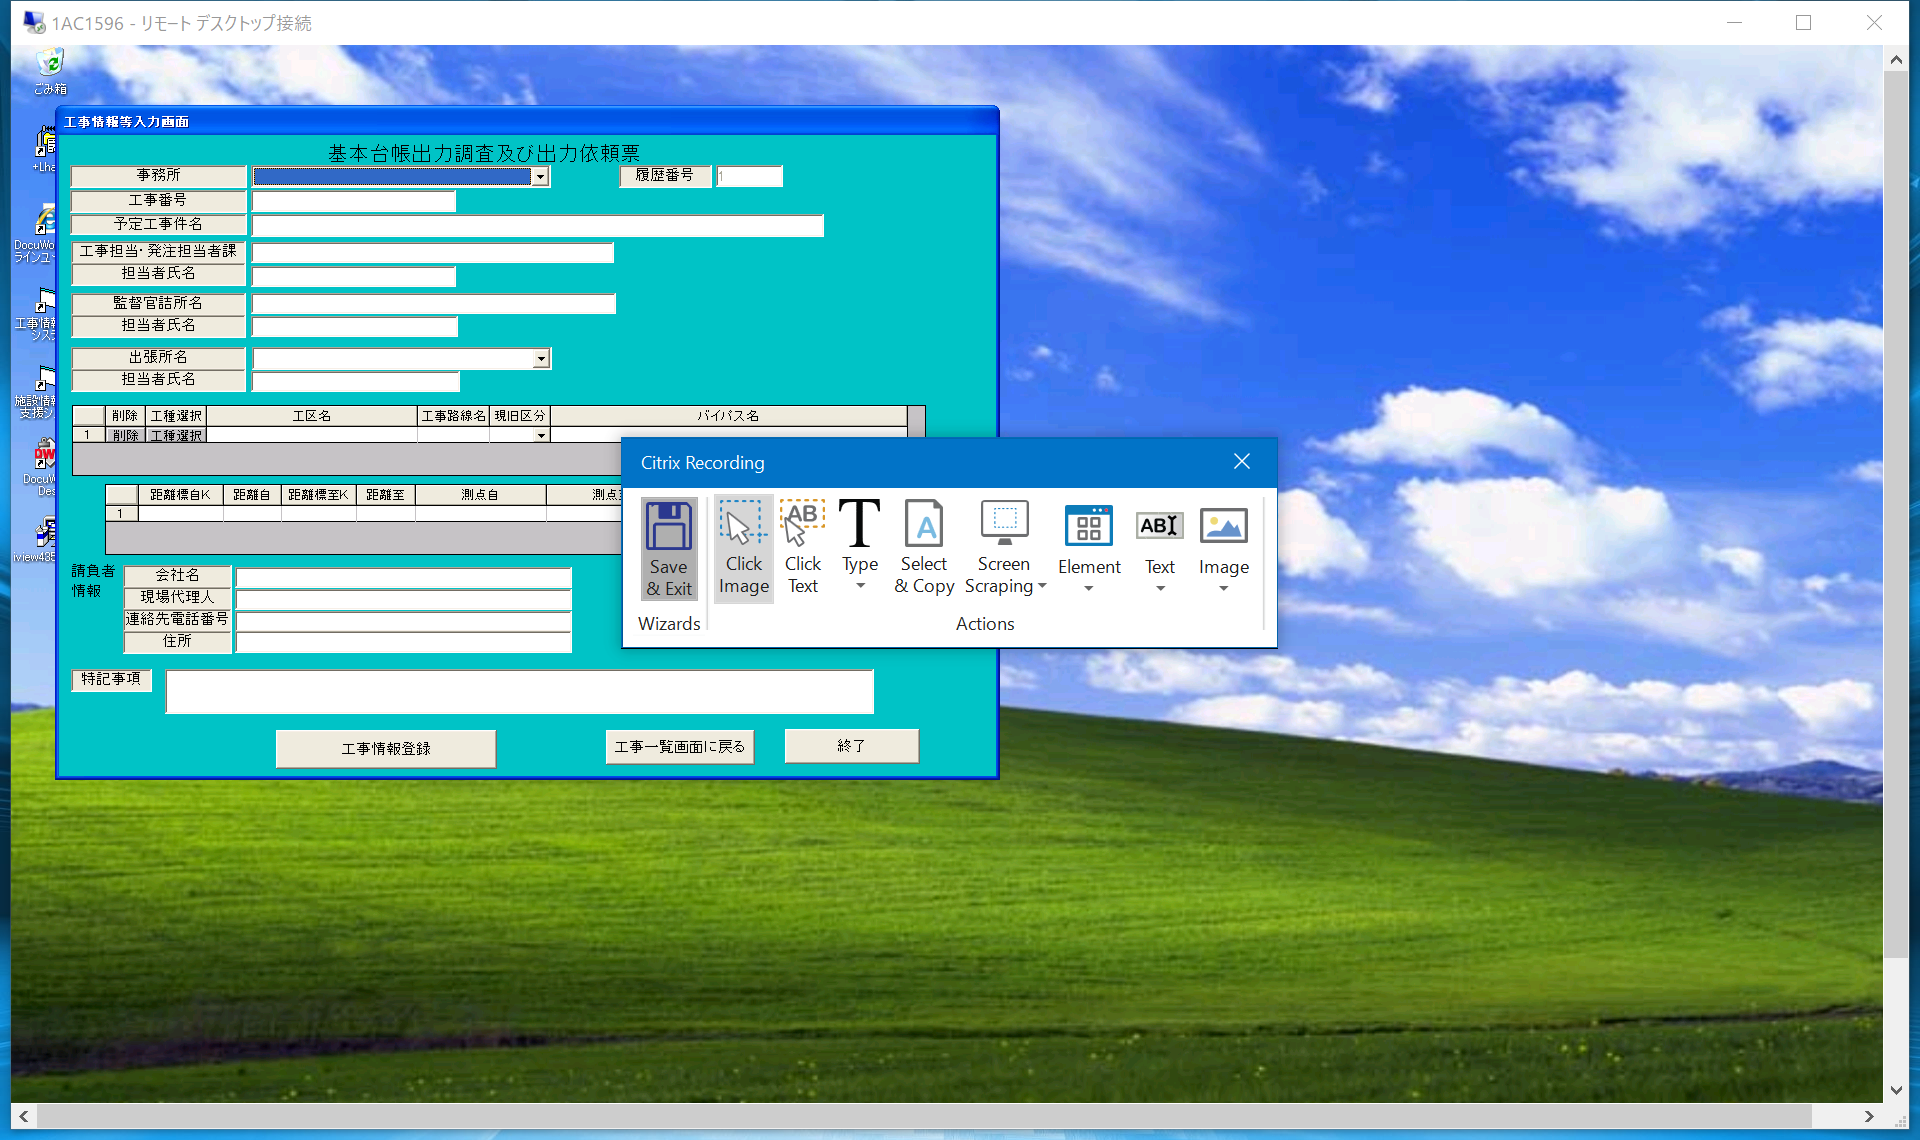 1AC1596 - リモート デスクトップ接続
ごみ箱
+Lha
DocuWo
ラインユー
工事情報
シス
施設情報
支援シ
DocuW
Des
iview48
工事情報等入力画面
基本台帳出力調査及び出力依頼票
事務所
履歴番号 1
工事番号
予定工事件名
工事担当・発注担当者課
担当者氏名
監督官詰所名
担当者氏名
出張所名
担当者氏名
削除 工種選択 工区名 工事路線名 現旧区分 バイパス名
1 削除 工種選択
距離標自K 距離自 距離標至K 距離至 測点自 測点
1
請負者
情報
会社名
現場代理人
連絡先電話番号
住所
特記事項
工事情報登録 工事一覧画面に戻る 終了
Citrix Recording
Save
& Exit
Click
Image
Click
Text
Type
Select
& Copy
Screen
Scraping
Element
Text
Image
Wizards
Actions